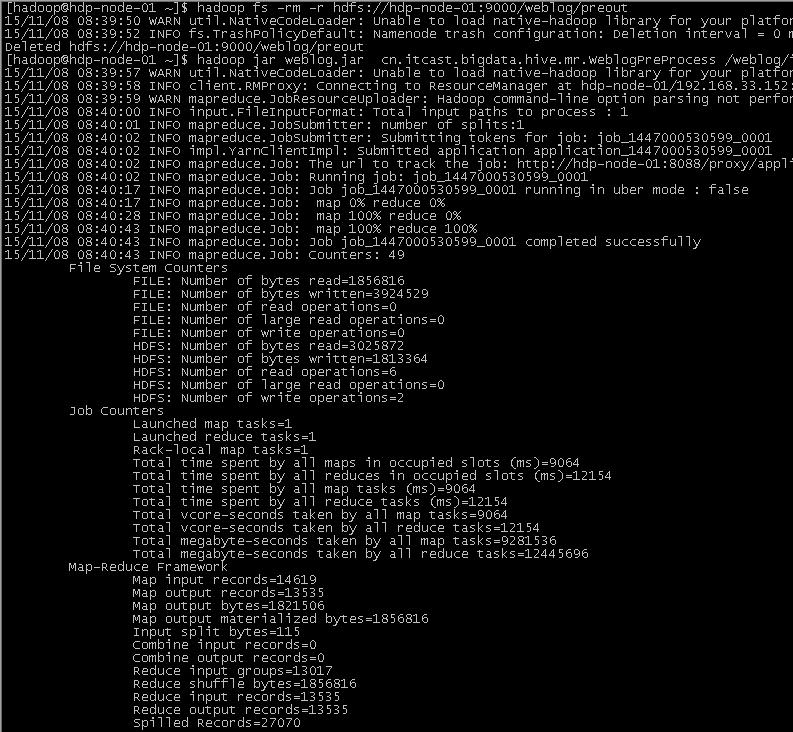 [hadoop@hdp-node-01 ~]$ hadoop fs -rm -r hdfs://hdp-node-01:9000/weblog/preout
15/11/08 08:39:50 WARN util.NativeCodeLoader: Unable to load native-hadoop library for your platfor
15/11/08 08:39:52 INFO fs.TrashPolicyDefault: Namenode trash configuration: Deletion interval = 0 m
Deleted hdfs://hdp-node-01:9000/weblog/preout
[hadoop@hdp-node-01 ~]$ hadoop jar weblog.jar  cn.itcast.bigdata.hive.mr.WeblogPreProcess /weblog/
15/11/08 08:39:57 WARN util.NativeCodeLoader: Unable to load native-hadoop library for your platfor
15/11/08 08:39:58 INFO client.RMProxy: Connecting to ResourceManager at hdp-node-01/192.168.33.152:
15/11/08 08:39:59 WARN mapreduce.JobResourceUploader: Hadoop command-line option parsing not perfor
15/11/08 08:40:00 INFO input.FileInputFormat: Total input paths to process : 1
15/11/08 08:40:01 INFO mapreduce.JobSubmitter: number of splits:1
15/11/08 08:40:02 INFO mapreduce.JobSubmitter: Submitting tokens for job: job_1447000530599_0001
15/11/08 08:40:02 INFO impl.YarnClientImpl: Submitted application application_1447000530599_0001
15/11/08 08:40:02 INFO mapreduce.Job: The url to track the job: http://hdp-node-01:8088/proxy/appli
15/11/08 08:40:02 INFO mapreduce.Job: Running job: job_1447000530599_0001
15/11/08 08:40:17 INFO mapreduce.Job: Job job_1447000530599_0001 running in uber mode : false
15/11/08 08:40:17 INFO mapreduce.Job:  map 0% reduce 0%
15/11/08 08:40:28 INFO mapreduce.Job:  map 100% reduce 0%
15/11/08 08:40:43 INFO mapreduce.Job:  map 100% reduce 100%
15/11/08 08:40:43 INFO mapreduce.Job: Job job_1447000530599_0001 completed successfully
15/11/08 08:40:43 INFO mapreduce.Job: Counters: 49
File System Counters
FILE: Number of bytes read=1856816
FILE: Number of bytes written=3924529
FILE: Number of read operations=0
FILE: Number of large read operations=0
FILE: Number of write operations=0
HDFS: Number of bytes read=3025872
HDFS: Number of bytes written=1813364
HDFS: Number of read operations=6
HDFS: Number of large read operations=0
HDFS: Number of write operations=2
Job Counters
Launched map tasks=1
Launched reduce tasks=1
Rack-local map tasks=1
Total time spent by all maps in occupied slots (ms)=9064
Total time spent by all reduces in occupied slots (ms)=12154
Total time spent by all map tasks (ms)=9064
Total time spent by all reduce tasks (ms)=12154
Total vcore-seconds taken by all map tasks=9064
Total vcore-seconds taken by all reduce tasks=12154
Total megabyte-seconds taken by all map tasks=9281536
Total megabyte-seconds taken by all reduce tasks=12445696
Map-Reduce Framework
Map input records=14619
Map output records=13535
Map output bytes=1821506
Map output materialized bytes=1856816
Input split bytes=115
Combine input records=0
Combine output records=0
Reduce input groups=13017
Reduce shuffle bytes=1856816
Reduce input records=13535
Reduce output records=13535
Spilled Records=27070